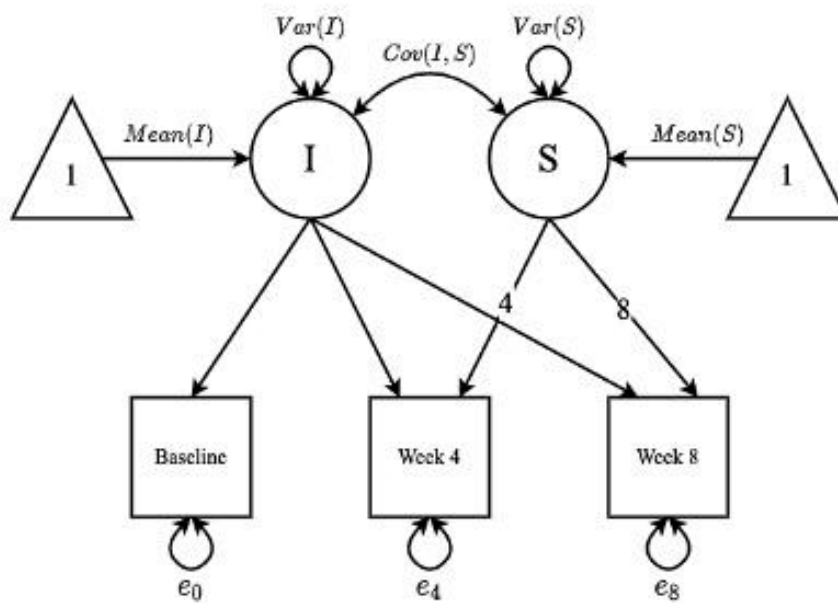 Var(I)
Var(S)
Cov(I, S)
Mean(I)
Mean(S)
1
I
S
1
4
8
Baseline
Week 4
Week 8
e0
e4
e8